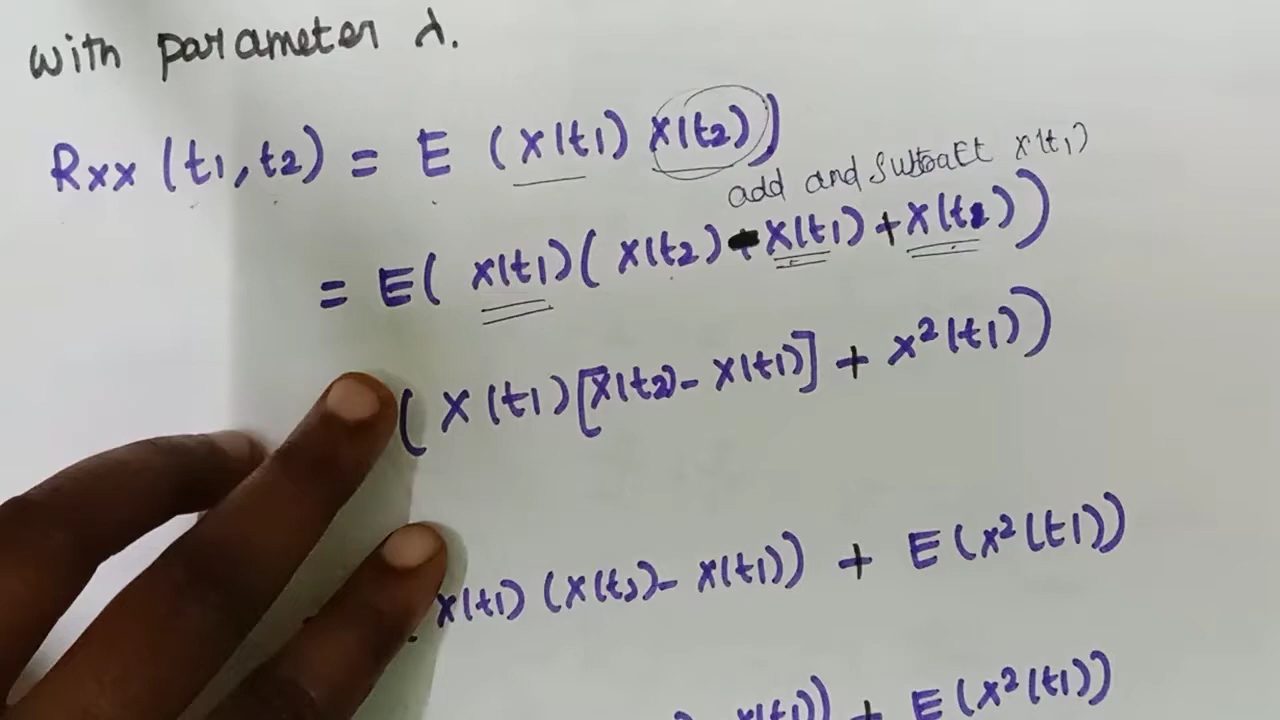 with parameter λ.
Rxx (t1, t2) = E (X(t1) X(t2))
add and Subtract X(t1)
= E( X(t1) ( X(t2) - X(t1) + X(t2) ) )
( X(t1) [X(t2) - X(t1)] + X²(t1) )
X(t1) (X(t2) - X(t1)) + E(X²(t1))
X(t1)) + E(X²(t1))